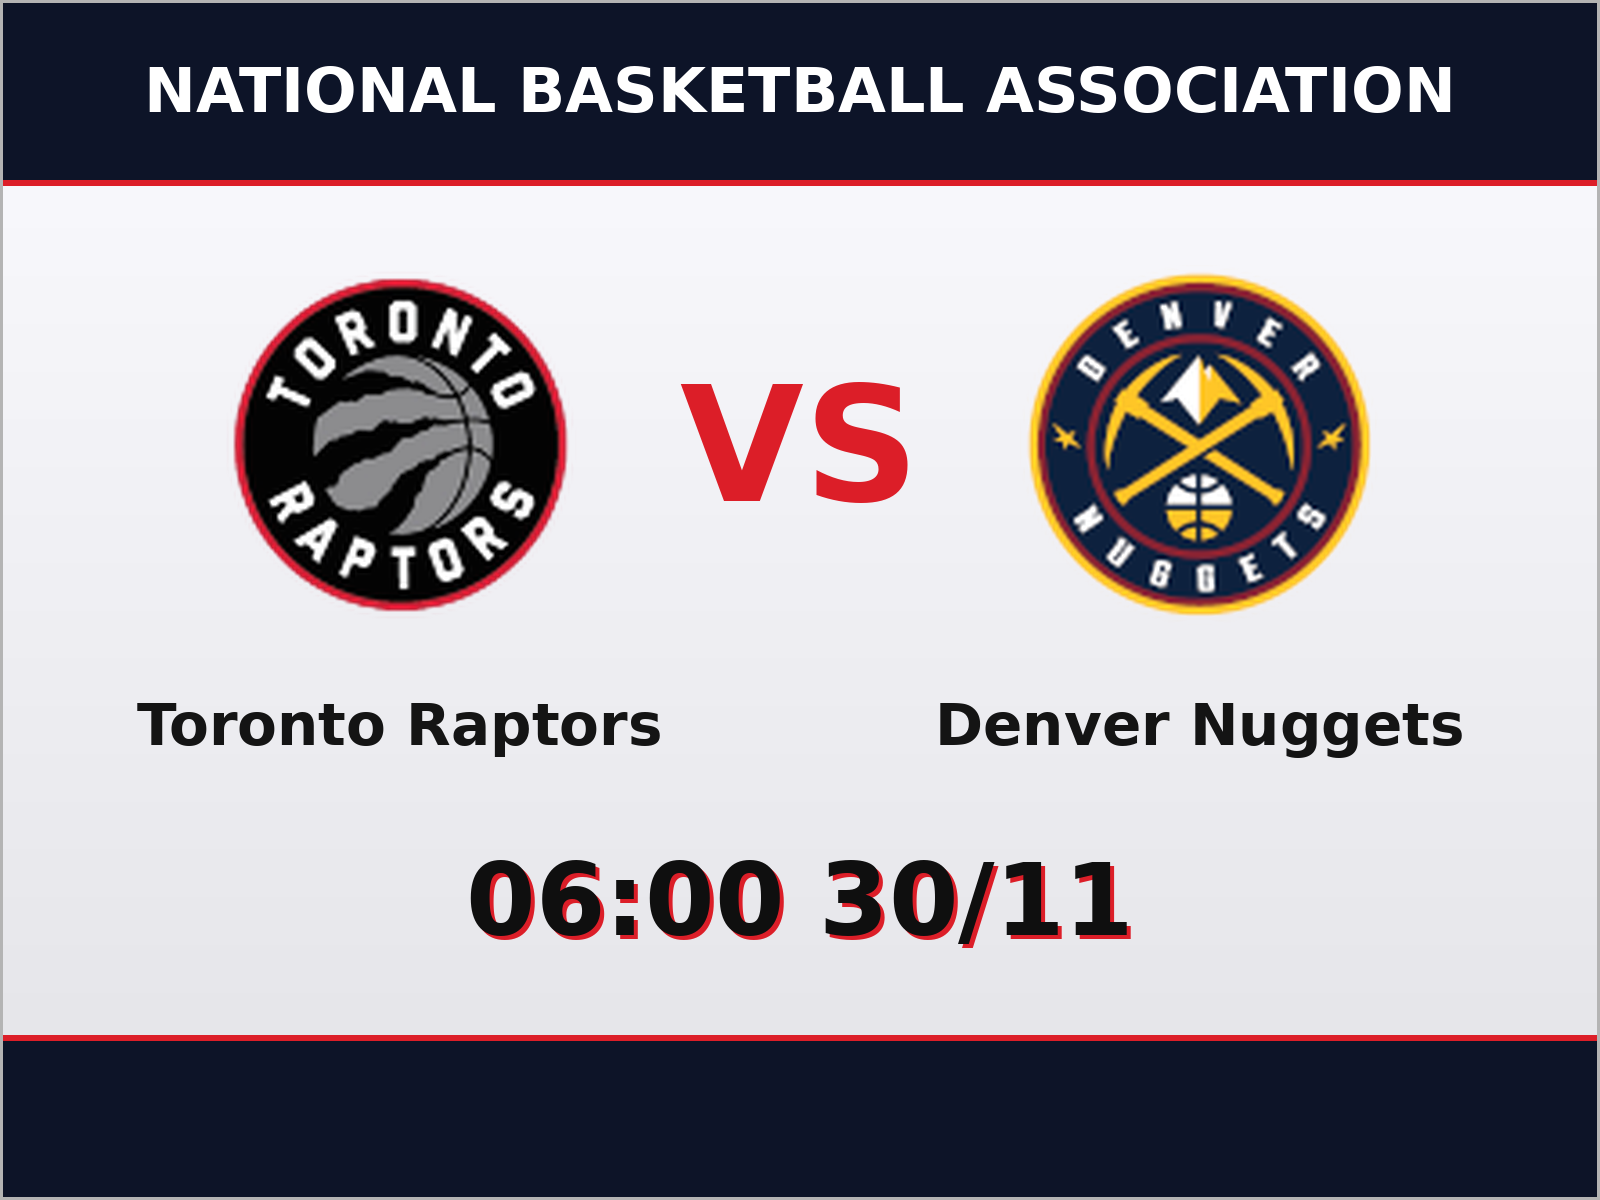 NATIONAL BASKETBALL ASSOCIATION
TORONTO
RAPTORS
VS
DENVER
NUGGETS
Toronto Raptors
Denver Nuggets
06:00 30/11